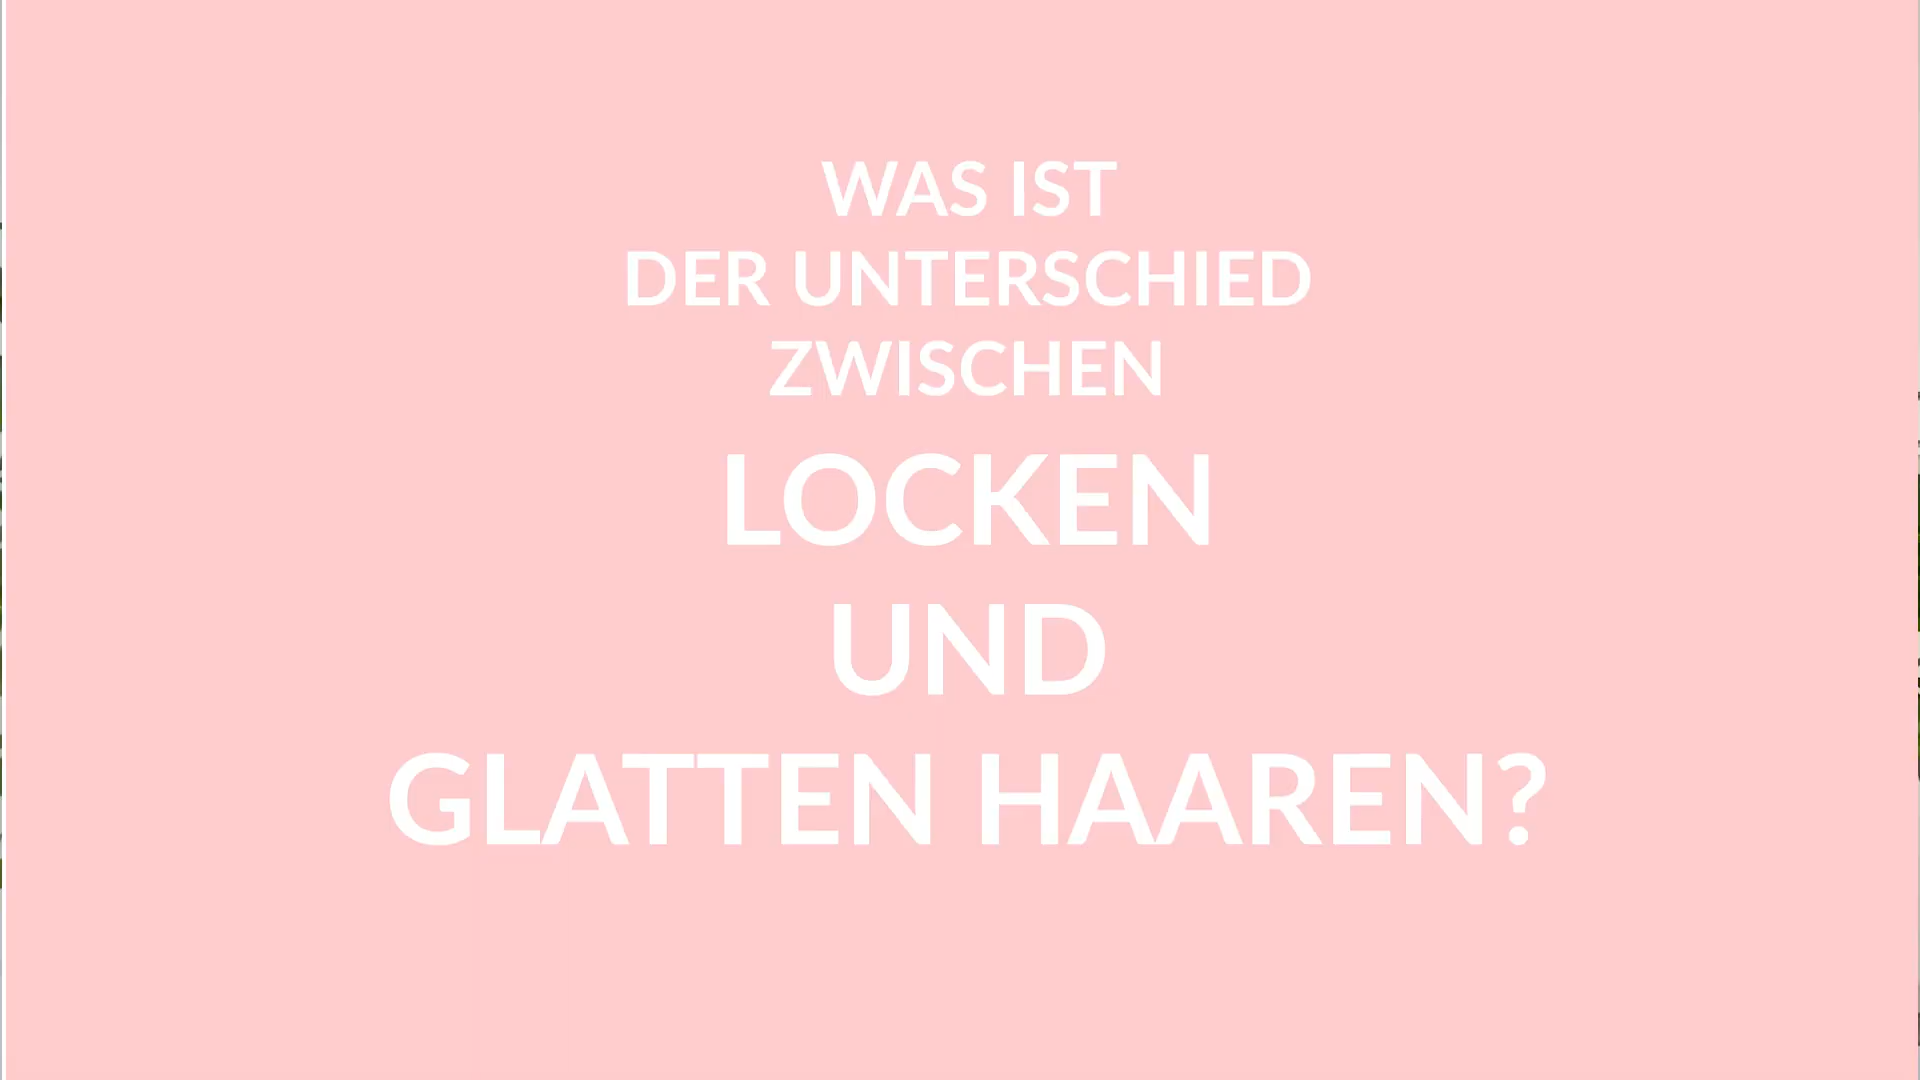 WAS IST
DER UNTERSCHIED
ZWISCHEN
LOCKEN
UND
GLATTEN HAAREN?